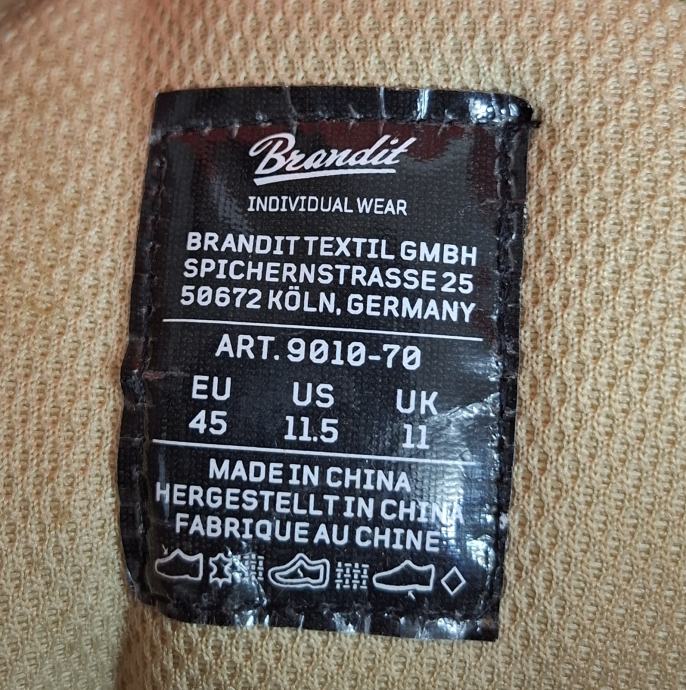 Brandit
INDIVIDUAL WEAR
BRANDIT TEXTIL GMBH
SPICHERNSTRASSE 25
50672 KÖLN, GERMANY
ART. 9010-70
EU US UK
45 11.5 11
MADE IN CHINA
HERGESTELLT IN CHINA
FABRIQUE AU CHINE